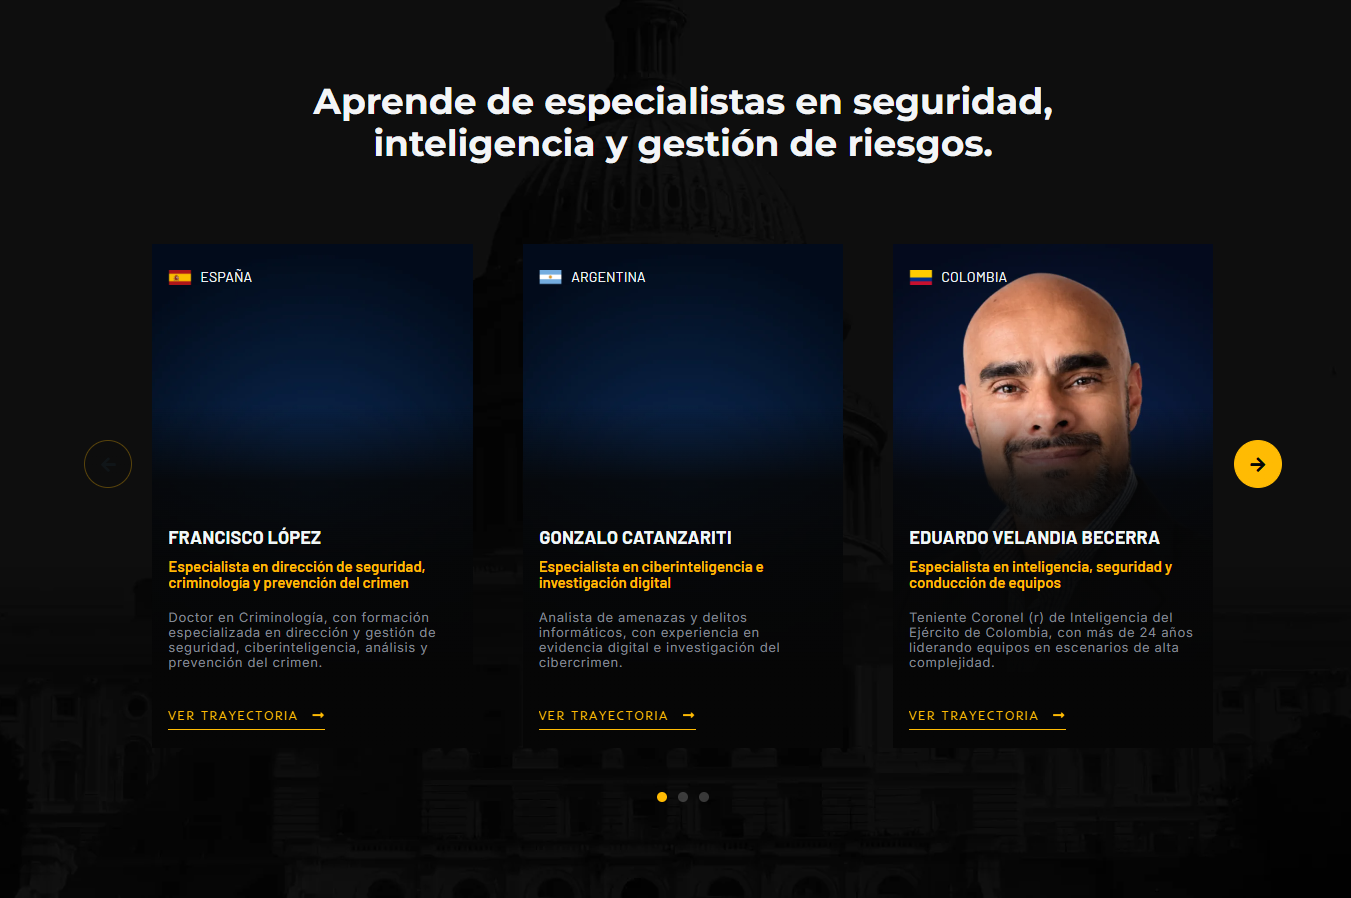 Aprende de especialistas en seguridad,
inteligencia y gestión de riesgos.
ESPAÑA
FRANCISCO LÓPEZ
Especialista en dirección de seguridad,
criminología y prevención del crimen
Doctor en Criminología, con formación
especializada en dirección y gestión de
seguridad, ciberinteligencia, análisis y
prevención del crimen.
VER TRAYECTORIA
ARGENTINA
GONZALO CATANZARITI
Especialista en ciberinteligencia e
investigación digital
Analista de amenazas y delitos
informáticos, con experiencia en
evidencia digital e investigación del
cibercrimen.
VER TRAYECTORIA
COLOMBIA
EDUARDO VELANDIA BECERRA
Especialista en inteligencia, seguridad y
conducción de equipos
Teniente Coronel (r) de Inteligencia del
Ejército de Colombia, con más de 24 años
liderando equipos en escenarios de alta
complejidad.
VER TRAYECTORIA